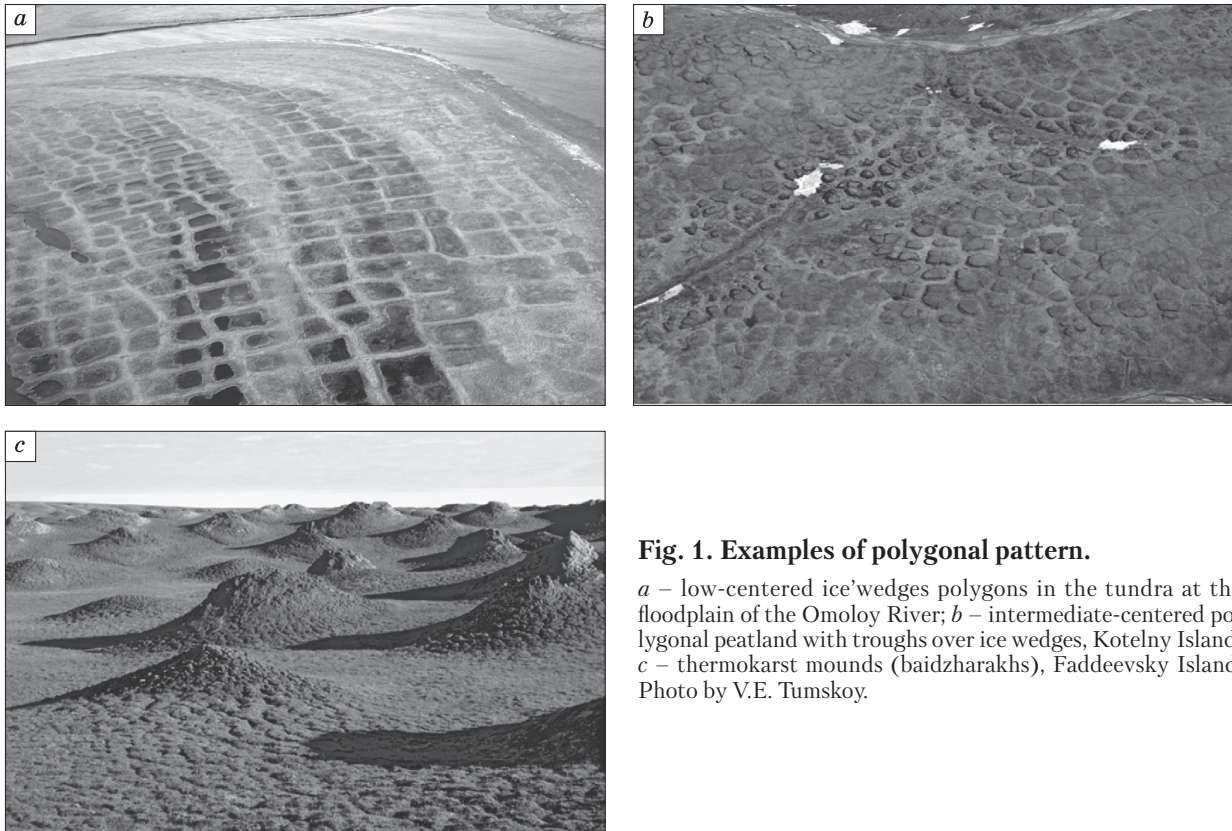 a
b
c
Fig. 1. Examples of polygonal pattern.
a – low-centered ice’wedges polygons in the tundra at th
floodplain of the Omoloy River; b – intermediate-centered po
lygonal peatland with troughs over ice wedges, Kotelny Island
c – thermokarst mounds (baidzharakhs), Faddeevsky Island
Photo by V.E. Tumskoy.